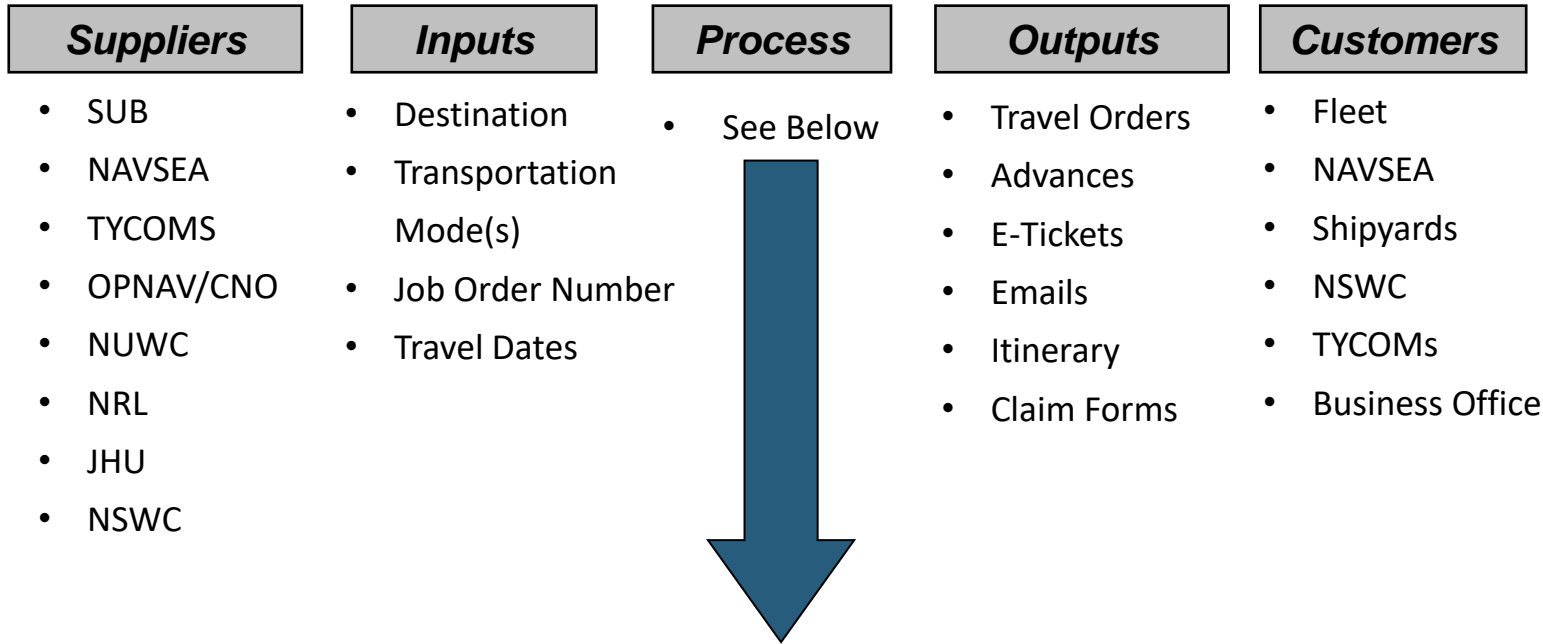 Suppliers
• SUB
• NAVSEA
• TYCOMS
• OPNAV/CNO
• NUWC
• NRL
• JHU
• NSWC
Inputs
• Destination
• Transportation
Mode(s)
• Job Order Number
• Travel Dates
Process
• See Below
Outputs
• Travel Orders
• Advances
• E-Tickets
• Emails
• Itinerary
• Claim Forms
Customers
• Fleet
• NAVSEA
• Shipyards
• NSWC
• TYCOMs
• Business Office